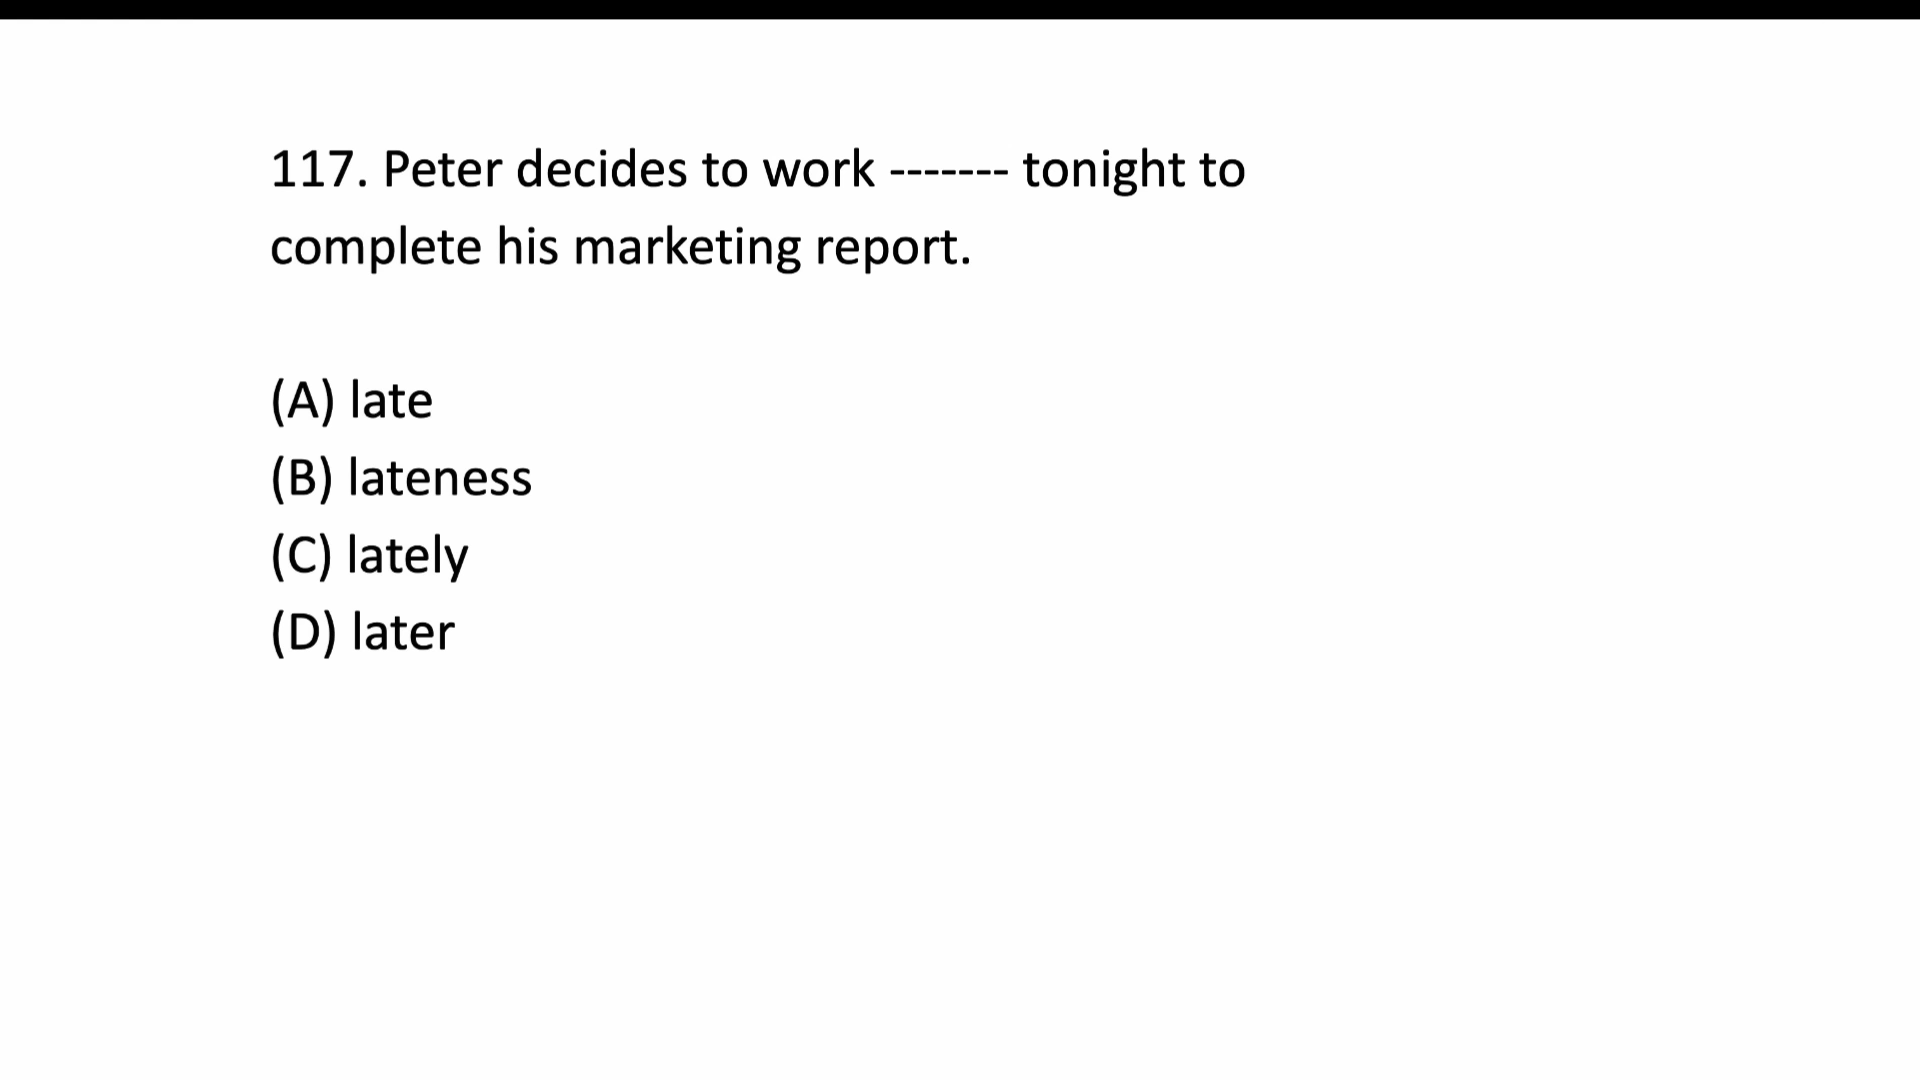 117. Peter decides to work ------- tonight to
complete his marketing report.
(A) late
(B) lateness
(C) lately
(D) later